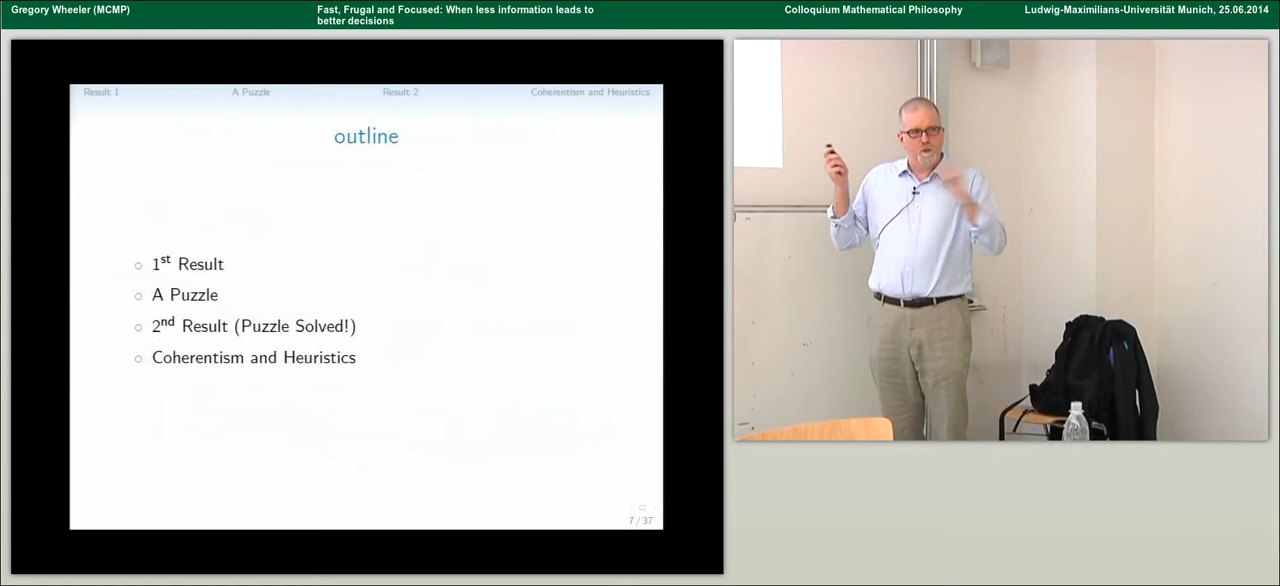 Gregory Wheeler (MCMP)
Fast, Frugal and Focused: When less information leads to
better decisions
Colloquium Mathematical Philosophy
Ludwig-Maximilians-Universität Munich, 25.06.2014
Result 1
A Puzzle
Result 2
Coherentism and Heuristics
outline
1st Result
A Puzzle
2nd Result (Puzzle Solved!)
Coherentism and Heuristics
7 / 37